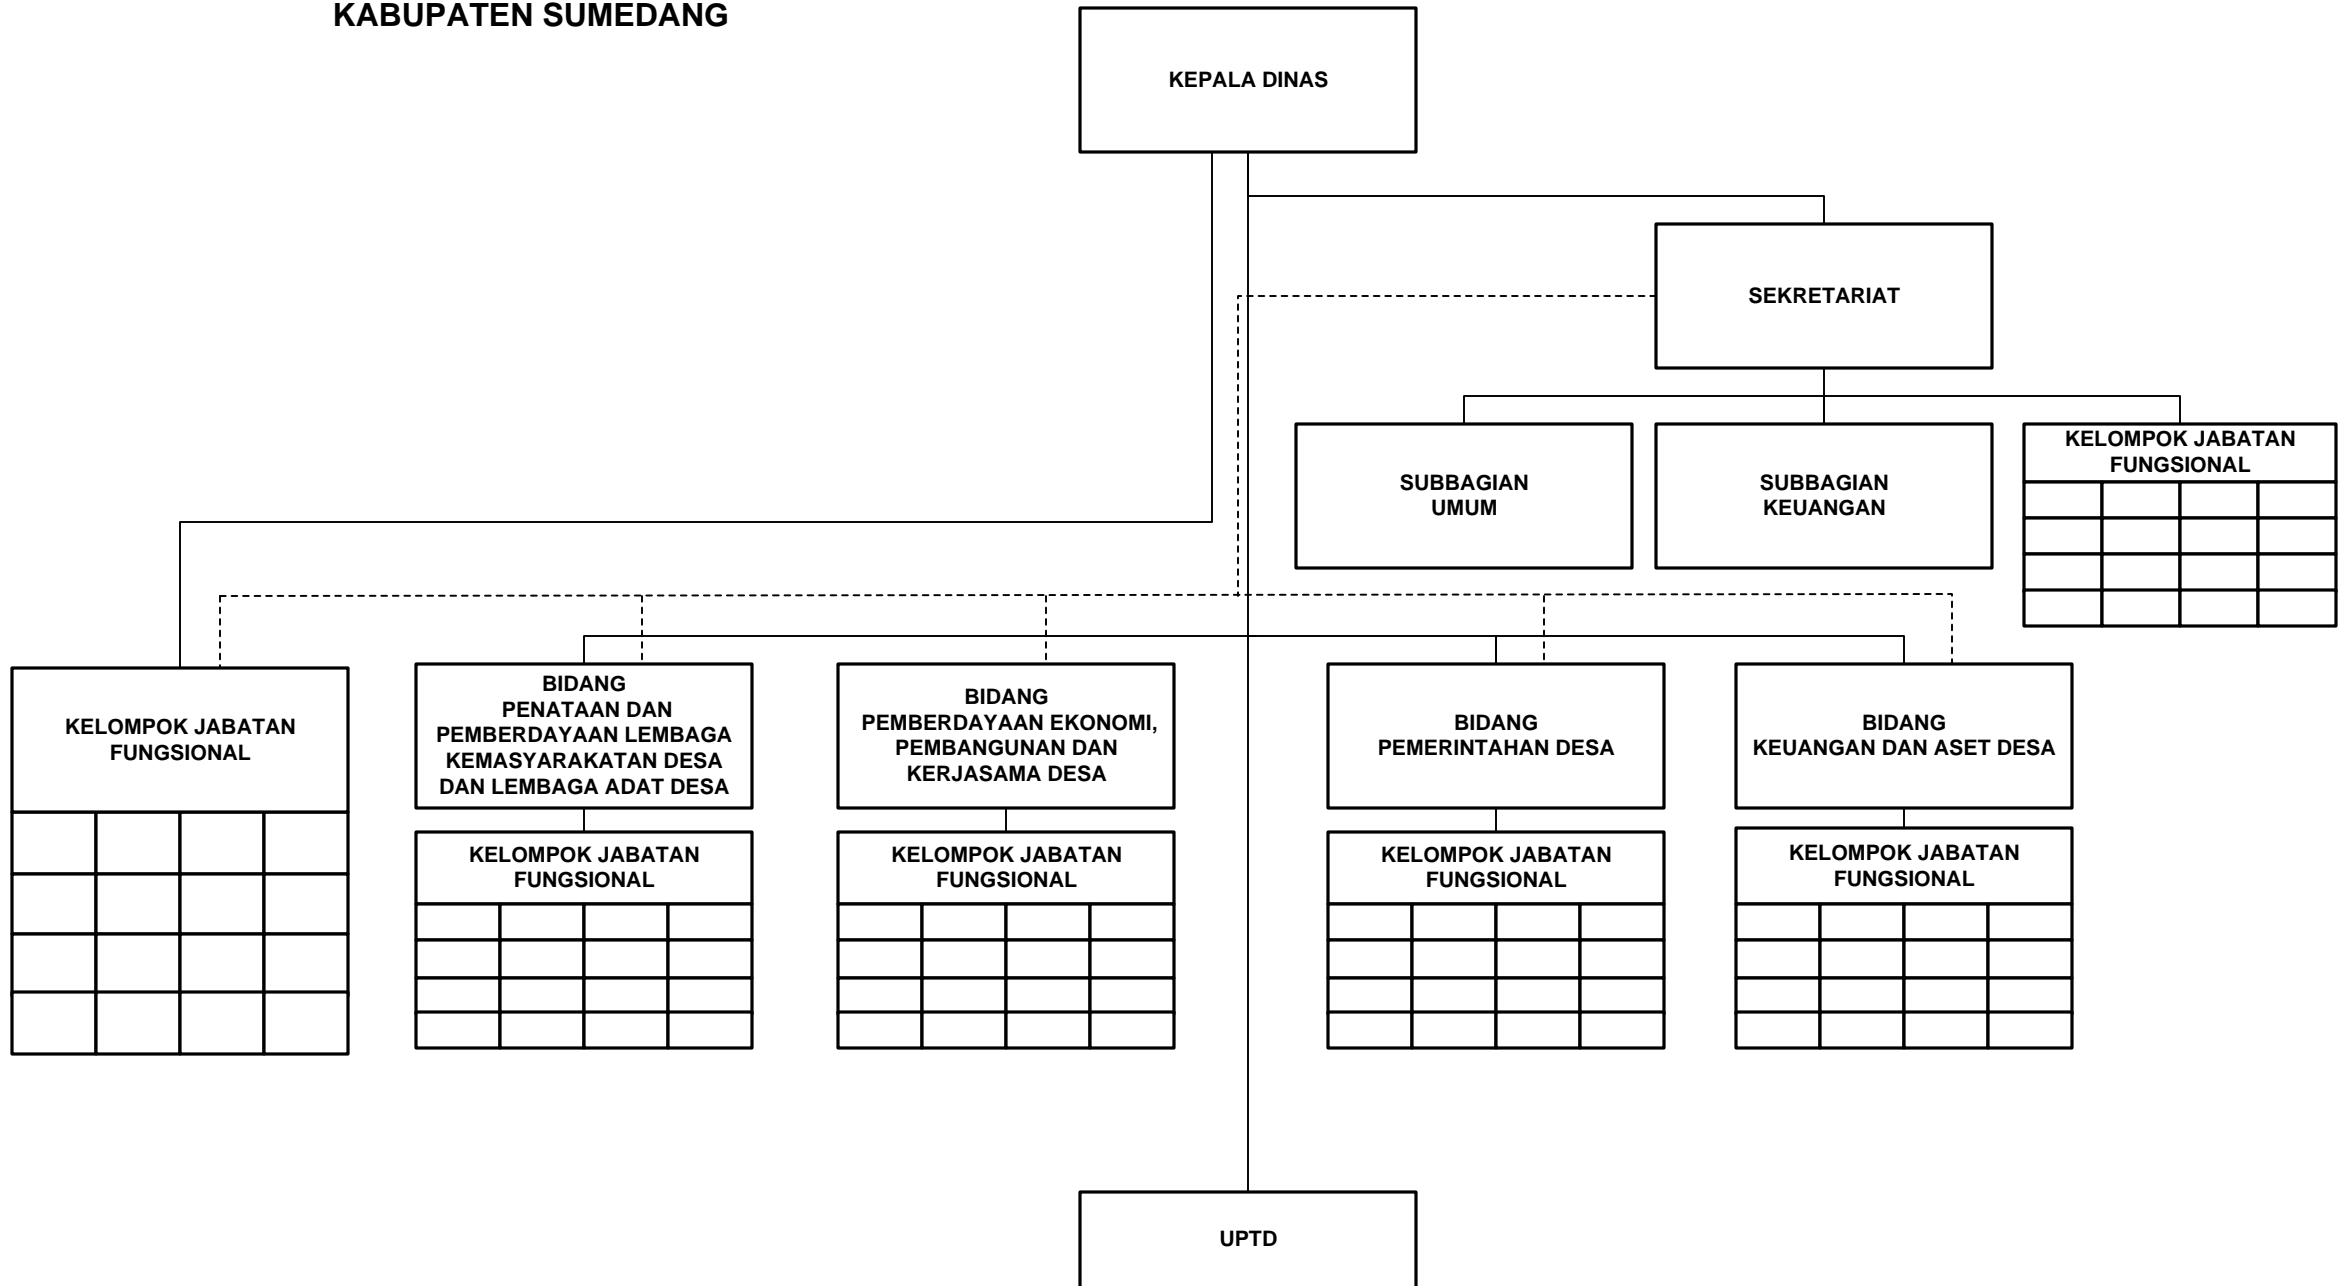 KABUPATEN SUMEDANG
KEPALA DINAS
SEKRETARIAT
SUBBAGIAN
UMUM
SUBBAGIAN
KEUANGAN
KELOMPOK JABATAN
FUNGSIONAL
KELOMPOK JABATAN
FUNGSIONAL
BIDANG
PENATAAN DAN
PEMBERDAYAAN LEMBAGA
KEMASYARAKATAN DESA
DAN LEMBAGA ADAT DESA
BIDANG
PEMBERDAYAAN EKONOMI,
PEMBANGUNAN DAN
KERJASAMA DESA
BIDANG
PEMERINTAHAN DESA
BIDANG
KEUANGAN DAN ASET DESA
KELOMPOK JABATAN
FUNGSIONAL
KELOMPOK JABATAN
FUNGSIONAL
KELOMPOK JABATAN
FUNGSIONAL
KELOMPOK JABATAN
FUNGSIONAL
UPTD